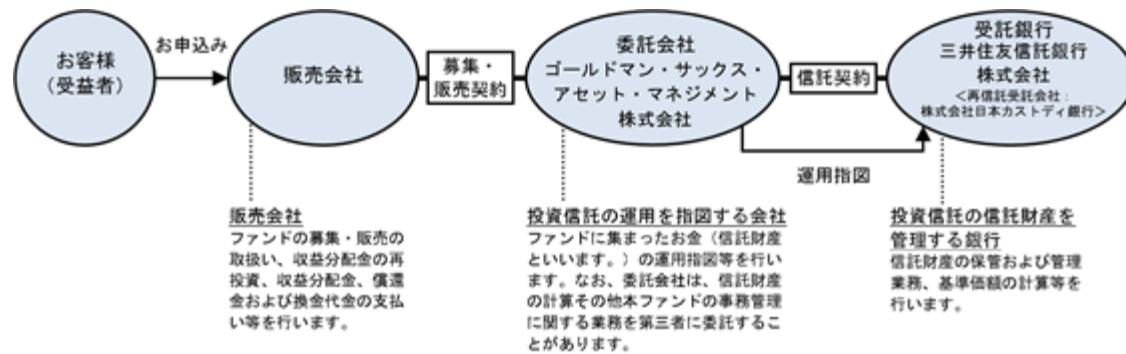 お客様
（受益者）
お申込み
販売会社
募集・
販売契約
委託会社
ゴールドマン・サックス・
アセット・マネジメント
株式会社
信託契約
受託銀行
三井住友信託銀行
株式会社
＜再信託受託会社：
株式会社日本カストディ銀行＞
運用指図
販売会社
ファンドの募集・販売の
取扱い、収益分配金の再
投資、収益分配金、償還
金および換金代金の支払
い等を行います。
投資信託の運用を指図する会社
ファンドに集まったお金（信託財産
といいます。）の運用指図等を行い
ます。なお、委託会社は、信託財産
の計算その他本ファンドの事務管理
に関する業務を第三者に委託するこ
とがあります。
投資信託の信託財産を
管理する銀行
信託財産の保管および管理
業務、基準価額の計算等を
行います。